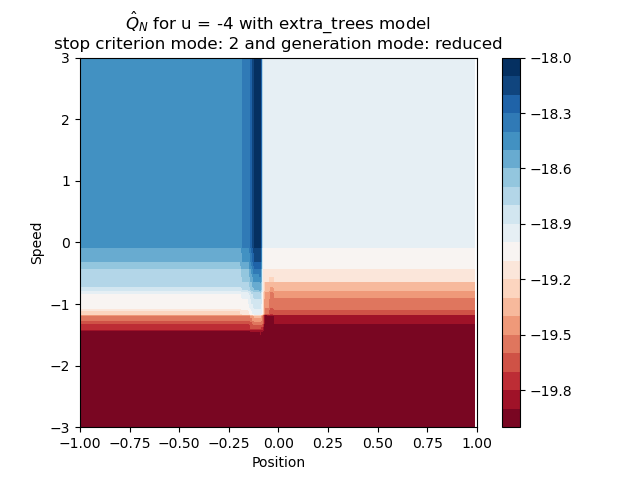 Q̂_N for u = -4 with extra_trees model
stop criterion mode: 2 and generation mode: reduced
3
2
1
0
−1
−2
−3
Speed
−1.00 −0.75 −0.50 −0.25 0.00 0.25 0.50 0.75 1.00
Position
−18.0
−18.3
−18.6
−18.9
−19.2
−19.5
−19.8